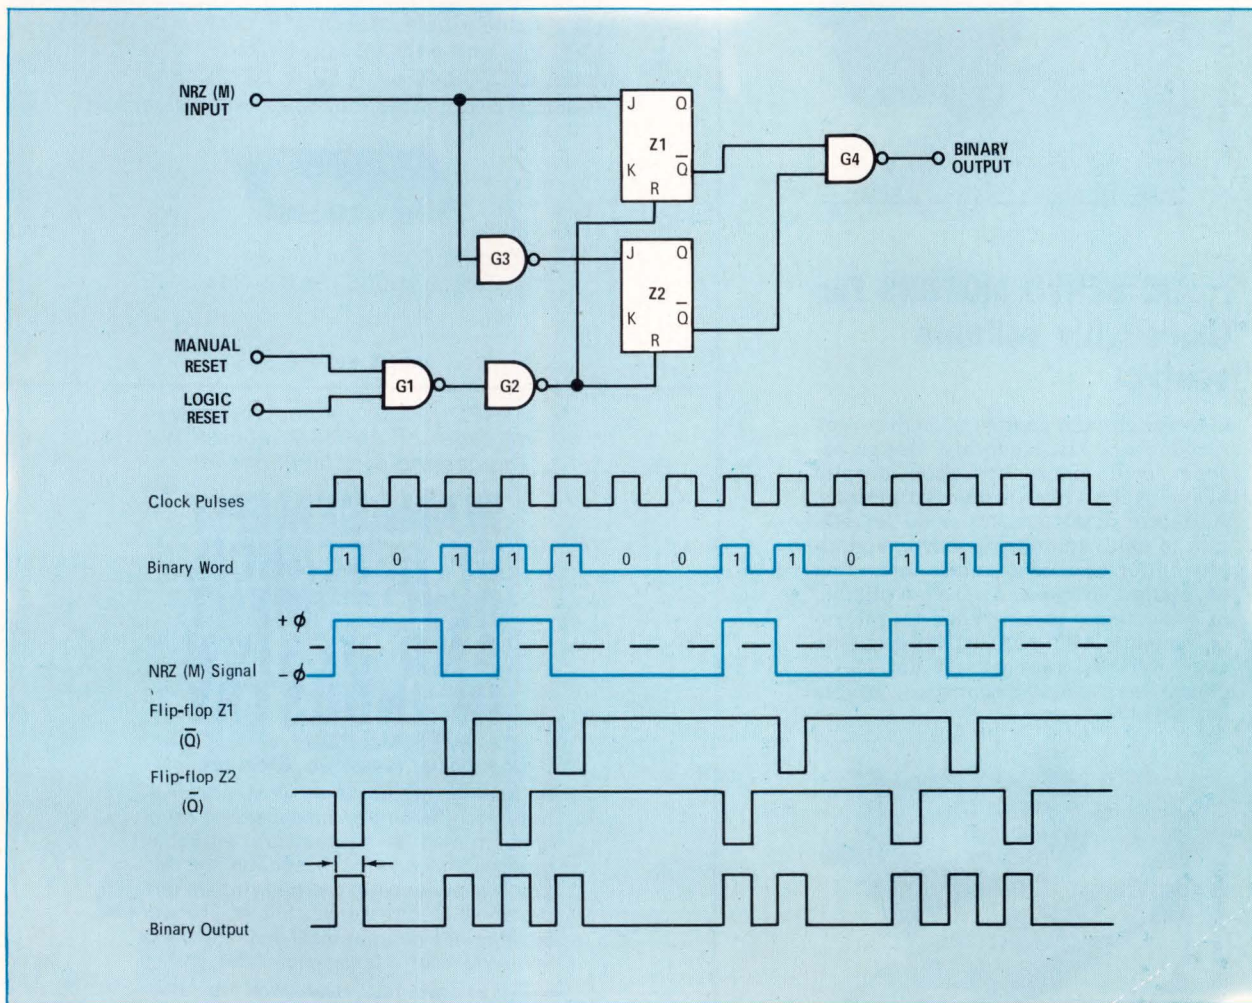 NRZ (M)
INPUT
J Q
Z1
K Q̅
R
G4
BINARY
OUTPUT
G3
J Q
Z2
K Q̅
R
MANUAL
RESET
LOGIC
RESET
G1
G2
Clock Pulses
Binary Word
1 0 1 1 1 0 0 1 1 0 1 1 1
+ ϕ
NRZ (M) Signal
− ϕ
Flip-flop Z1
(Q̅)
Flip-flop Z2
(Q̅)
Binary Output